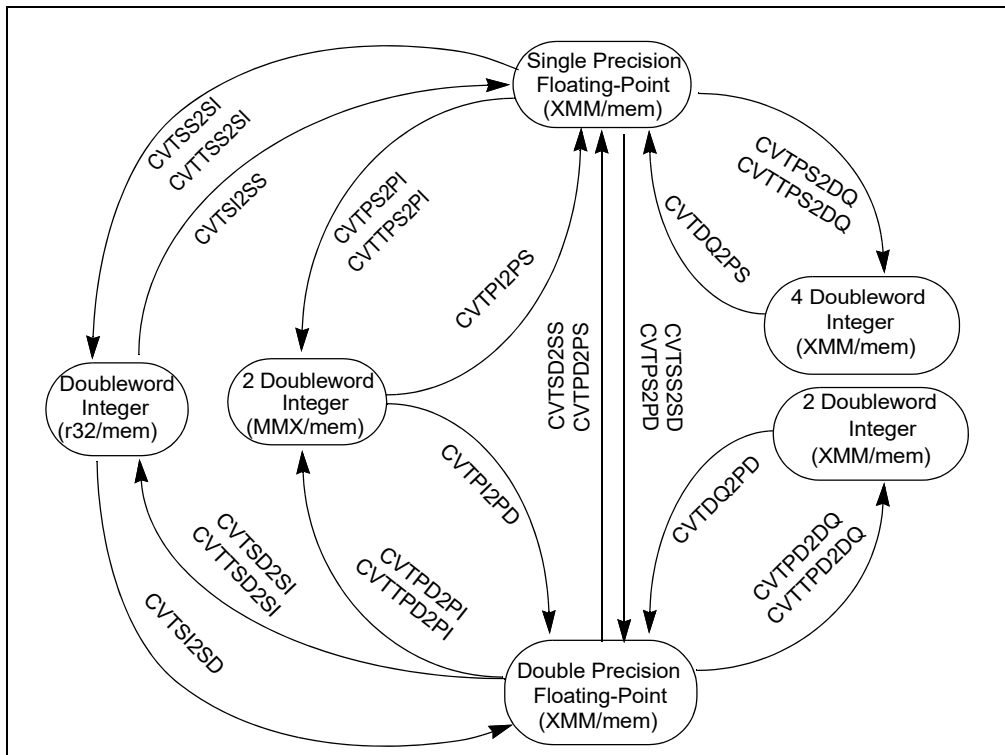 Single Precision
Floating-Point
(XMM/mem)
CVTSS2SI
CVTTSS2SI
CVTSI2SS
CVTPS2PI
CVTTPS2PI
CVTPI2PS
CVTPS2DQ
CVTTPS2DQ
CVTDQ2PS
4 Doubleword
Integer
(XMM/mem)
CVTSD2SS
CVTPD2PS
CVTSS2SD
CVTPS2PD
Doubleword
Integer
(r32/mem)
2 Doubleword
Integer
(MMX/mem)
2 Doubleword
Integer
(XMM/mem)
CVTPI2PD
CVTDQ2PD
CVTSD2SI
CVTTSD2SI
CVTPD2PI
CVTTPD2PI
CVTPD2DQ
CVTTPD2DQ
CVTSI2SD
Double Precision
Floating-Point
(XMM/mem)